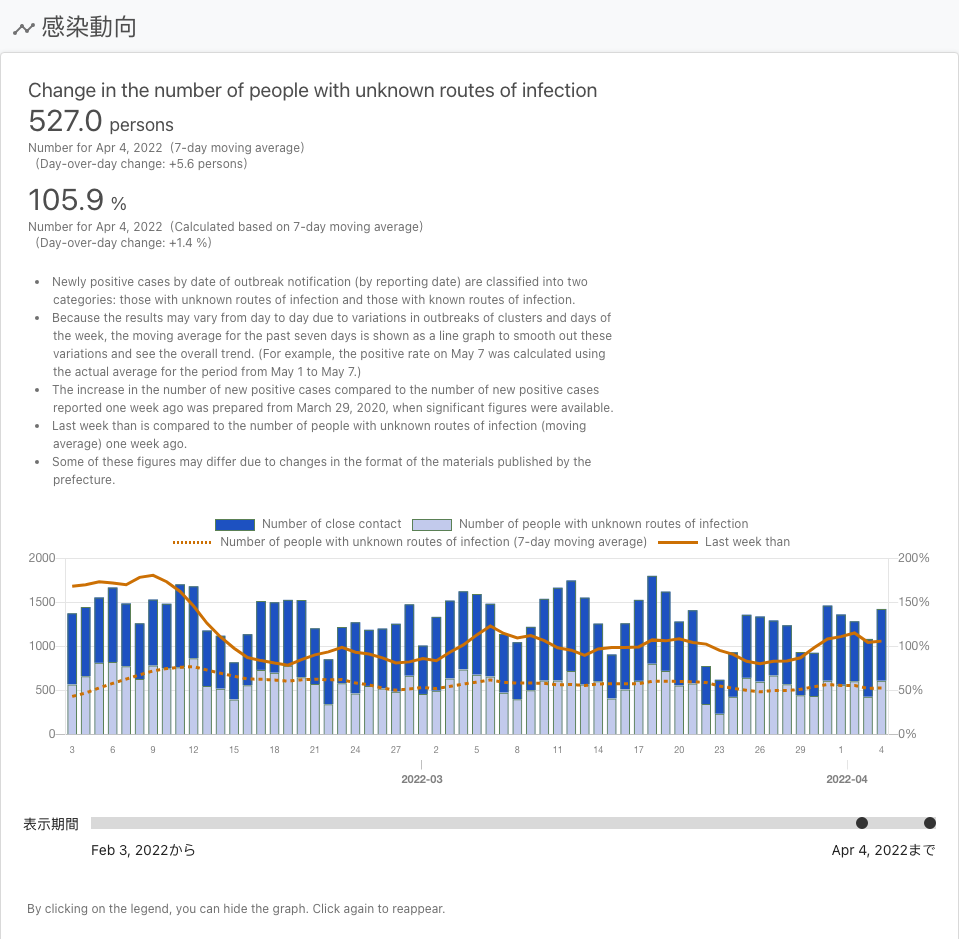 感染動向
Change in the number of people with unknown routes of infection
527.0 persons
Number for Apr 4, 2022 (7-day moving average)
(Day-over-day change: +5.6 persons)
105.9 %
Number for Apr 4, 2022 (Calculated based on 7-day moving average)
(Day-over-day change: +1.4 %)
• Newly positive cases by date of outbreak notification (by reporting date) are classified into two
categories: those with unknown routes of infection and those with known routes of infection.
• Because the results may vary from day to day due to variations in outbreaks of clusters and days of
the week, the moving average for the past seven days is shown as a line graph to smooth out these
variations and see the overall trend. (For example, the positive rate on May 7 was calculated using
the actual average for the period from May 1 to May 7.)
• The increase in the number of new positive cases compared to the number of new positive cases
reported one week ago was prepared from March 29, 2020, when significant figures were available.
• Last week than is compared to the number of people with unknown routes of infection (moving
average) one week ago.
• Some of these figures may differ due to changes in the format of the materials published by the
prefecture.
Number of close contact Number of people with unknown routes of infection
Number of people with unknown routes of infection (7-day moving average) Last week than
2000 200%
1500 150%
1000 100%
500 50%
0 0%
3 6 9 12 15 18 21 24 27 2 5 8 11 14 17 20 23 26 29 1 4
2022-03 2022-04
表示期間
Feb 3, 2022から Apr 4, 2022まで
By clicking on the legend, you can hide the graph. Click again to reappear.